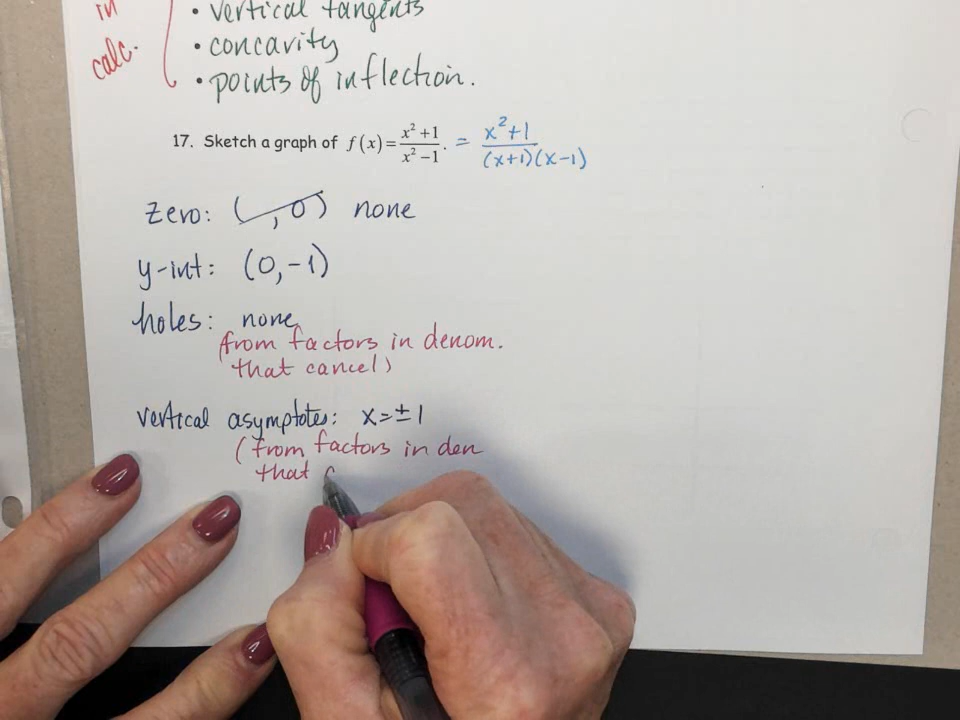 in
calc.
• vertical tangents
• concavity
• points of inflection.
17. Sketch a graph of f(x) = (x²+1)/(x²−1). = (x²+1)/((x+1)(x−1))
zero: ( , 0) none
y-int: (0,−1)
holes: none
(from factors in denom.
that cancel)
vertical asymptotes: x=±1
(from factors in den
that